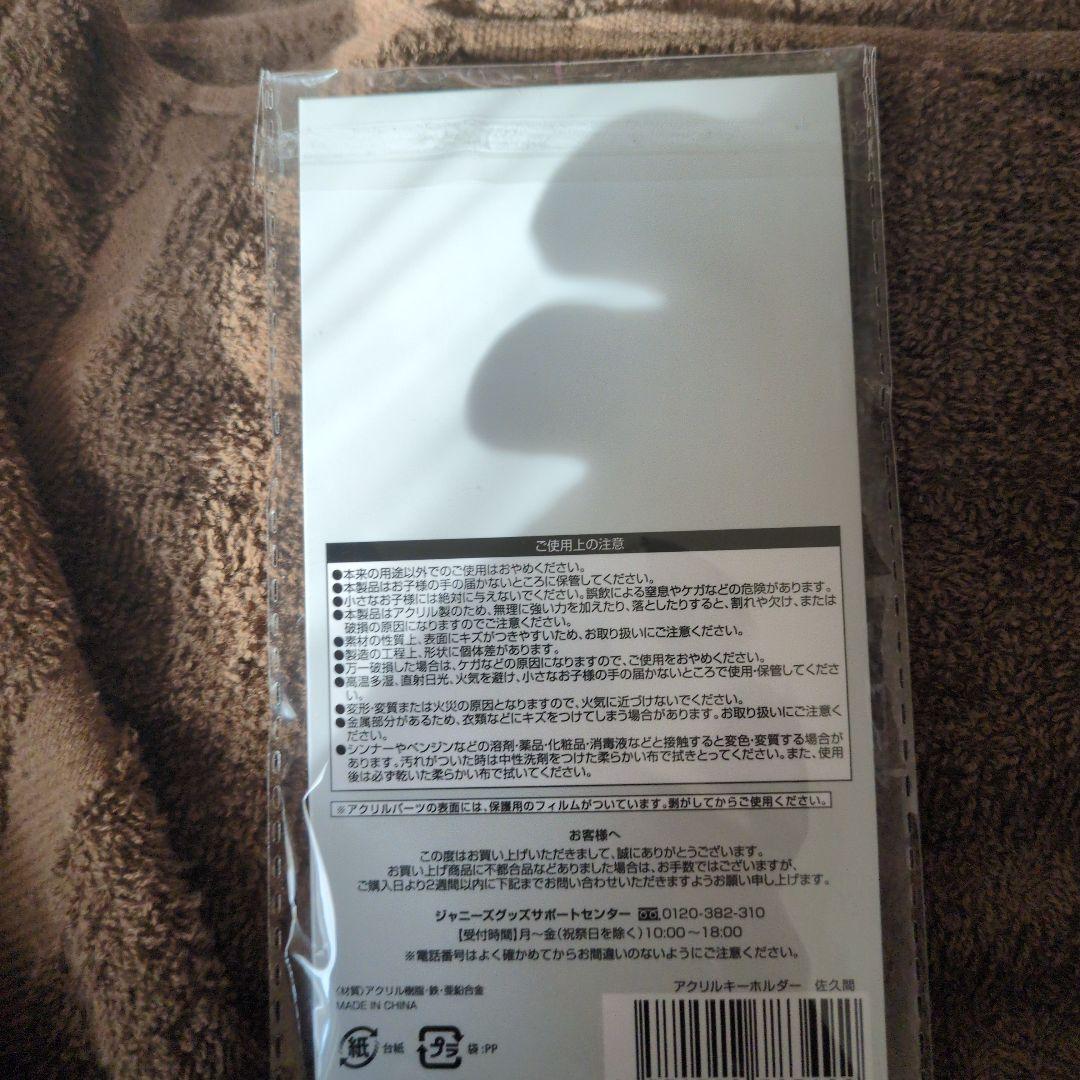 ご使用上の注意
●本来の用途以外でのご使用はおやめください。
●本製品はお子様の手の届かないところに保管してください。
●小さなお子様には絶対に与えないでください。誤飲による窒息やケガなどの危険があります。
●本製品はアクリル製のため、無理に強い力を加えたり、落としたりすると、割れや欠け、または
破損の原因になりますのでご注意ください。
●素材の性質上、表面にキズがつきやすいため、お取り扱いにご注意ください。
●製造の工程上、形状に個体差があります。
●万一破損した場合は、ケガなどの原因になりますので、ご使用をおやめください。
●高温多湿、直射日光、火気を避け、小さなお子様の手の届かないところで使用・保管してくださ
い。
●変形・変質または火災の原因となりますので、火気に近づけないでください。
●金属部分があるため、衣類などにキズをつけてしまう場合があります。お取り扱いにご注意く
ださい。
●シンナーやベンジンなどの溶剤・薬品・化粧品・消毒液などと接触すると変色・変質する場合が
あります。汚れがついた時は中性洗剤をつけた柔らかい布で拭きとってください。また、使用
後は必ず乾いた柔らかい布で拭いてください。
※アクリルパーツの表面には、保護用のフィルムがついています。剥がしてからご使用ください。
お客様へ
この度はお買い上げいただきまして、誠にありがとうございます。
お買い上げ商品に不都合品などありました場合は、お手数ではございますが、
ご購入日より2週間以内に下記までお問い合わせいただきますようお願い申し上げます。
ジャニーズグッズサポートセンター 0120-382-310
【受付時間】月〜金(祝祭日を除く)10:00〜18:00
※電話番号はよく確かめてからお間違いのないようにご注意ください。
アクリルキーホルダー 佐久間
〈材質〉アクリル樹脂・鉄・亜鉛合金
MADE IN CHINA
紙 台紙 プラ 袋:PP